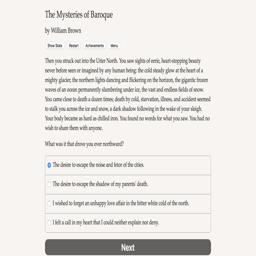 The Mysteries of Baroque
by William Brown
Show Stats Restart Achievements Menu
Then you struck out into the Utter North. You saw sights of eerie, heart-stopping beauty
never before seen or imagined by any human being: the cold steady glow at the heart of a
mighty glacier, the northern lights dancing and flickering on the horizon, the gigantic frozen
waves of an ocean permanently slumbering under ice, the vast and endless fields of snow.
You came close to death a dozen times; death by cold, starvation, illness, and accident seemed
to stalk you across the ice, a dark shadow following in the wake of your sleigh.
Your body became as hard as chilled iron. You found no words for what you saw. You had no
wish to share them with anyone.
What was it that drove you ever northward?
The desire to escape the noise and fetor of the cities.
The desire to escape the shadow of my parents' death.
I wished to forget an unhappy love affair in the bitter white cold of the north.
I felt a call in my heart that I could neither explain nor deny.
Next